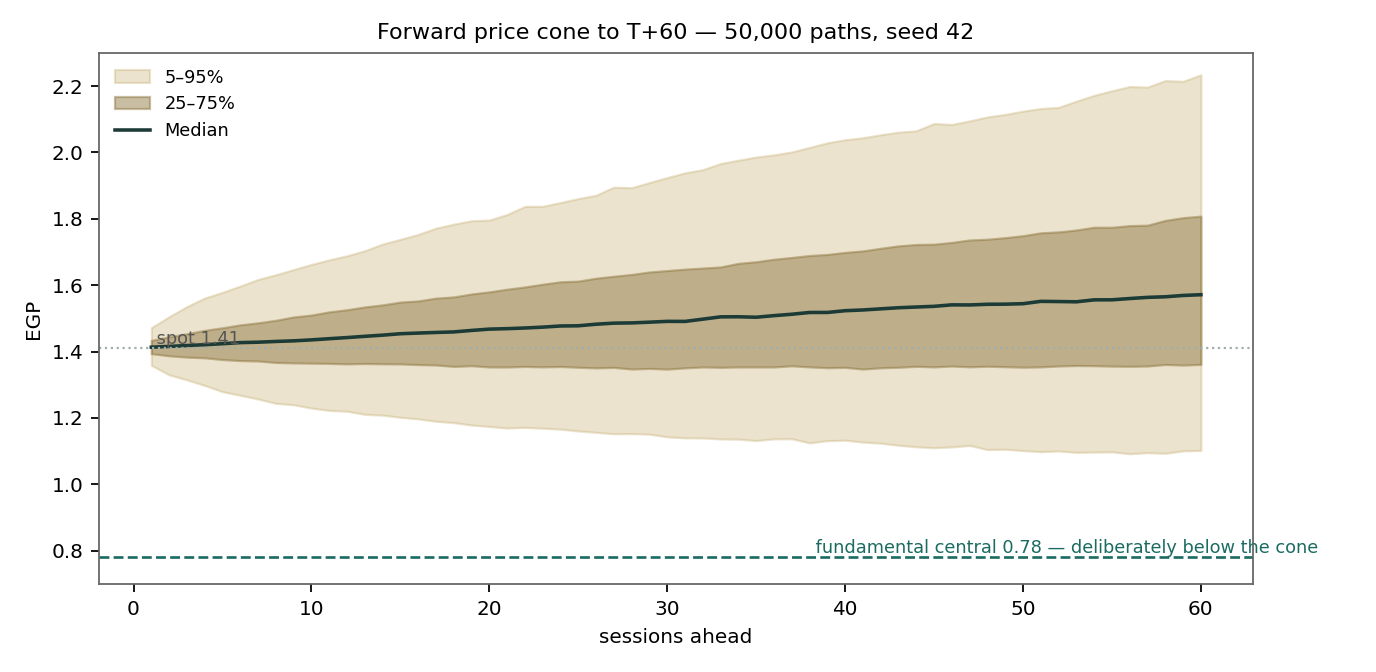 Forward price cone to T+60 — 50,000 paths, seed 42
5–95%
25–75%
Median
2.2
2.0
1.8
1.6
1.4
1.2
1.0
0.8
EGP
spot 1.41
fundamental central 0.78 — deliberately below the cone
0
10
20
30
40
50
60
sessions ahead